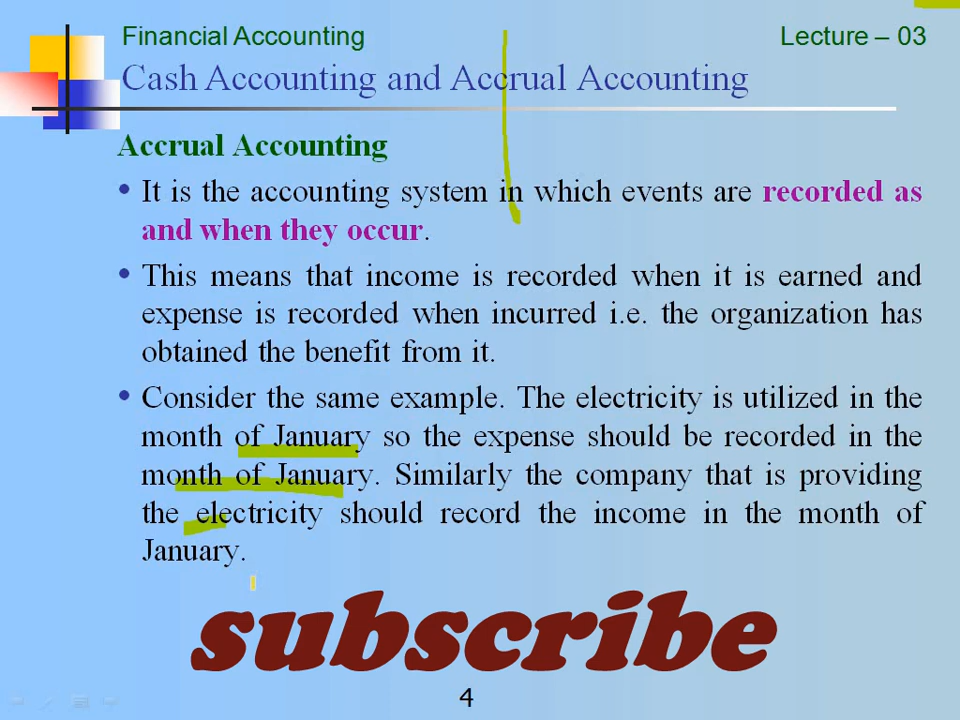 Financial Accounting Lecture – 03
Cash Accounting and Accrual Accounting
Accrual Accounting
• It is the accounting system in which events are recorded as
and when they occur.
• This means that income is recorded when it is earned and
expense is recorded when incurred i.e. the organization has
obtained the benefit from it.
• Consider the same example. The electricity is utilized in the
month of January so the expense should be recorded in the
month of January. Similarly the company that is providing
the electricity should record the income in the month of
January.
subscribe
4